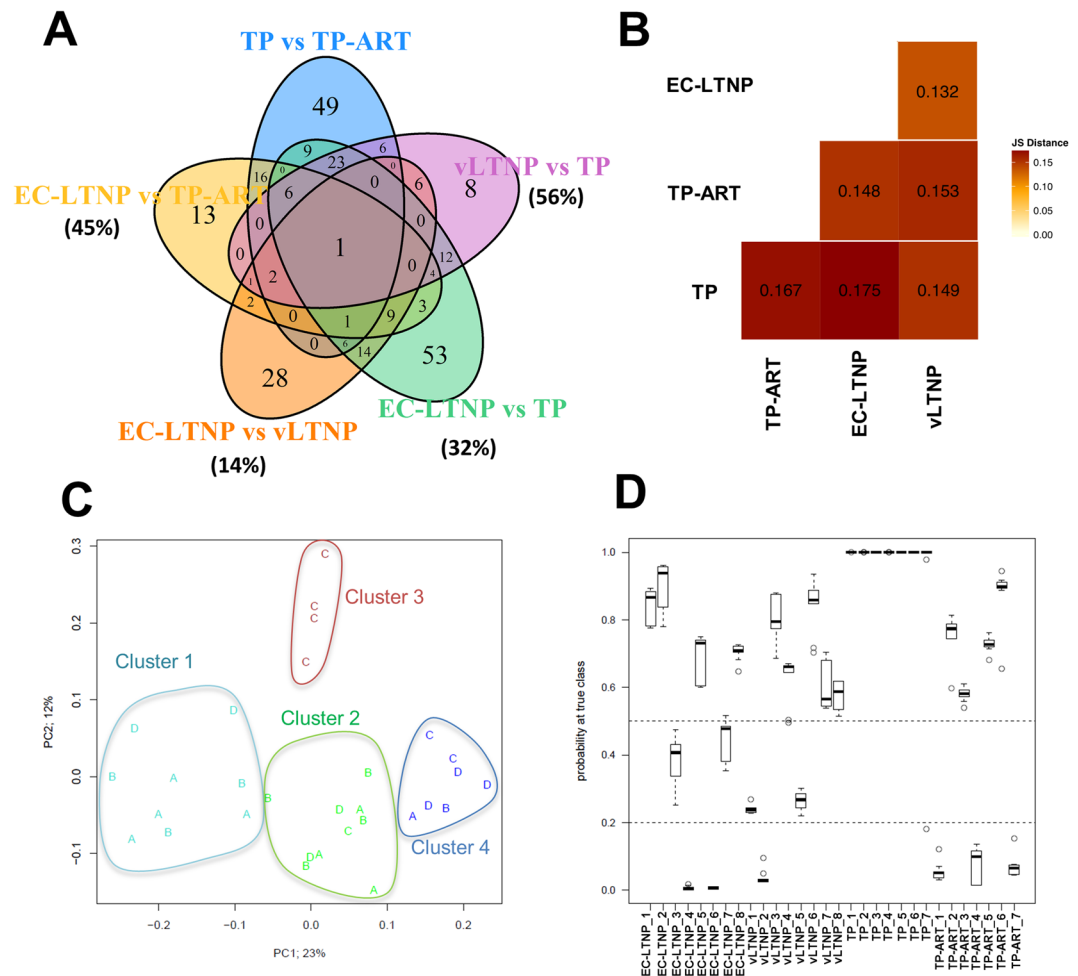 A
TP vs TP-ART
49
9
23
6
0
0
16
6
0
6
vLTNP vs TP
8
(56%)
EC-LTNP vs TP-ART
13
(45%)
0
0
0
1
0
12
4
1
2
2
0
0
1
9
3
6
14
28
53
EC-LTNP vs vLTNP
(14%)
EC-LTNP vs TP
(32%)
B
EC-LTNP
0.132
TP-ART
0.148
0.153
TP
0.167
0.175
0.149
TP-ART
EC-LTNP
vLTNP
JS Distance
0.15
0.10
0.05
0.00
C
PC2; 12%
0.3
0.2
0.1
0.0
−0.1
−0.2
−0.1
0.0
0.1
0.2
PC1; 23%
Cluster 1
D
D
B
A
B
A
A
B
A
Cluster 2
B
B
D
A
B
C
D
A
B
A
Cluster 3
C
C
C
C
Cluster 4
C
C
D
D
D
B
A
D
probability at true class
1.0
0.8
0.6
0.4
0.2
0.0
EC-LTNP_1
EC-LTNP_2
EC-LTNP_3
EC-LTNP_4
EC-LTNP_5
EC-LTNP_6
EC-LTNP_7
EC-LTNP_8
vLTNP_1
vLTNP_2
vLTNP_3
vLTNP_4
vLTNP_5
vLTNP_6
vLTNP_7
vLTNP_8
TP_1
TP_2
TP_3
TP_4
TP_5
TP_6
TP_7
TP-ART_1
TP-ART_2
TP-ART_3
TP-ART_4
TP-ART_5
TP-ART_6
TP-ART_7